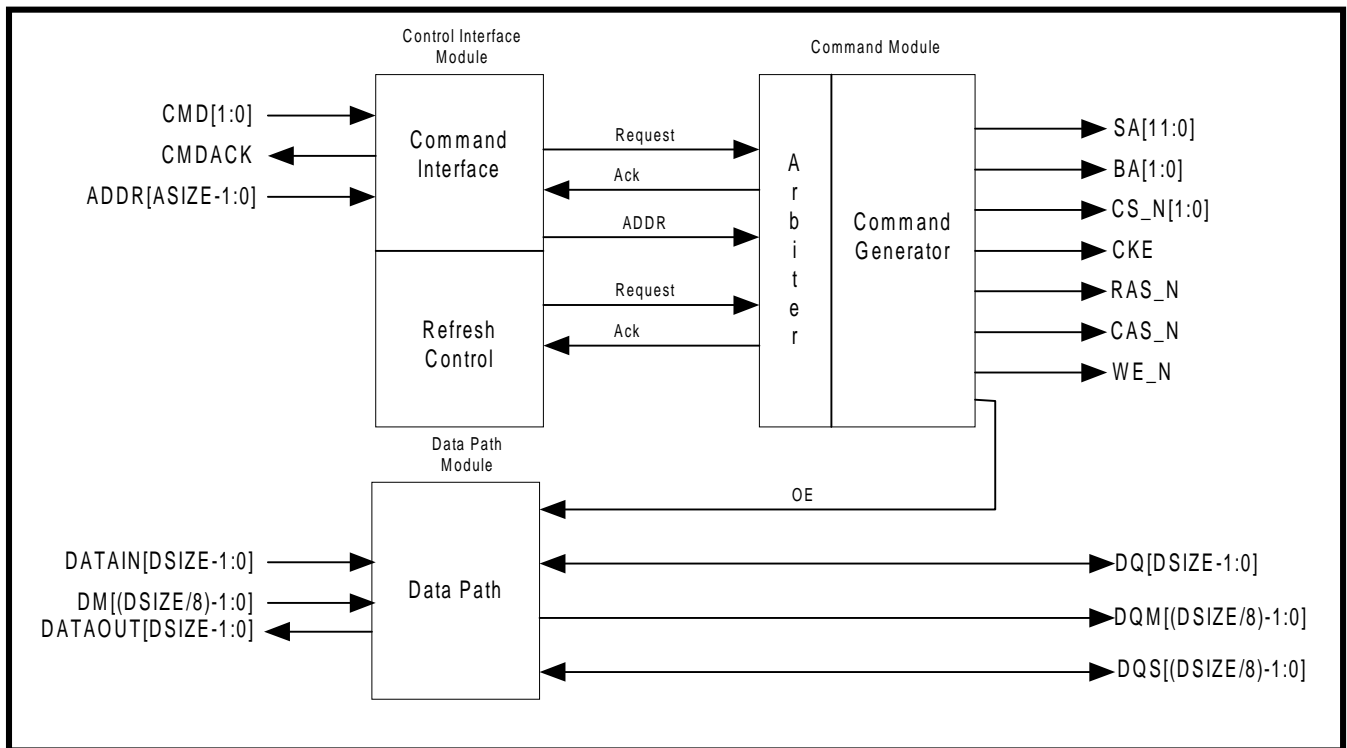 Control Interface
Module
Command Module
CMD[1:0]
CMDACK
ADDR[ASIZE-1:0]
Command
Interface
Refresh
Control
Request
Ack
ADDR
Request
Ack
Arbiter
Command
Generator
SA[11:0]
BA[1:0]
CS_N[1:0]
CKE
RAS_N
CAS_N
WE_N
Data Path
Module
OE
DATAIN[DSIZE-1:0]
DM[(DSIZE/8)-1:0]
DATAOUT[DSIZE-1:0]
Data Path
DQ[DSIZE-1:0]
DQM[(DSIZE/8)-1:0]
DQS[(DSIZE/8)-1:0]